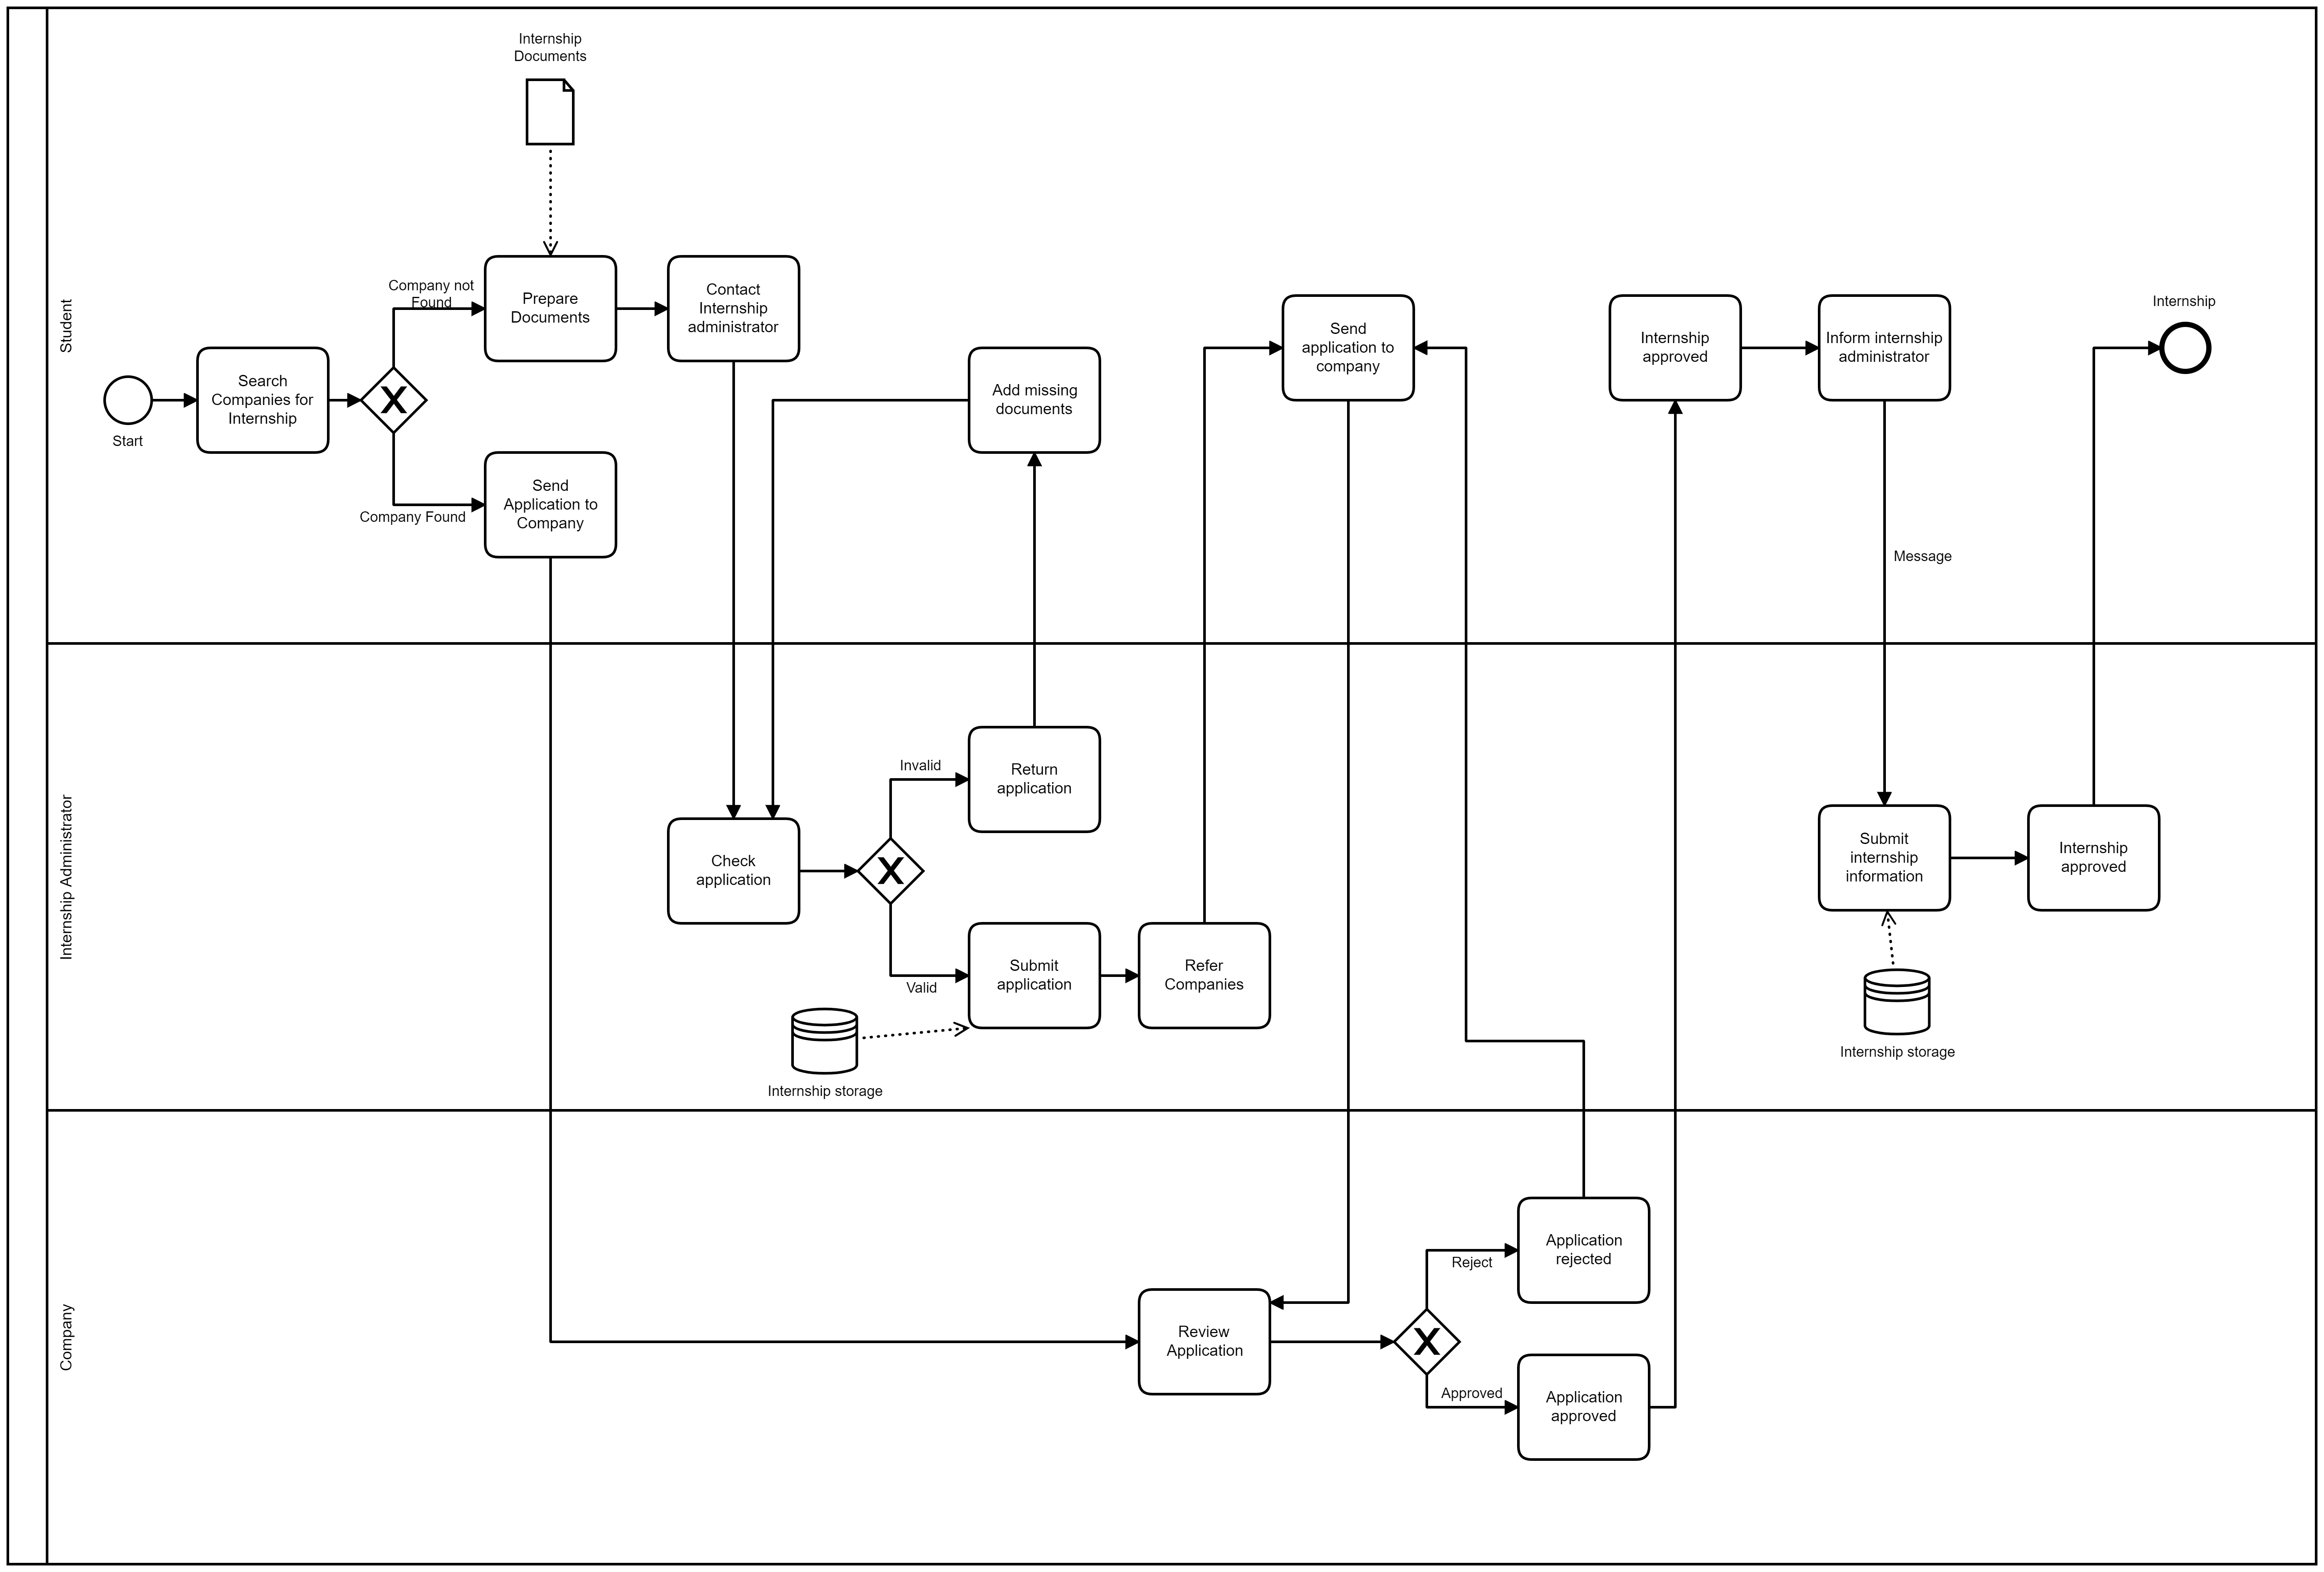 Internship
Documents
Student
Start
Search
Companies for
Internship
Company not
Found
Company Found
Prepare
Documents
Contact
Internship
administrator
Send
Application to
Company
Add missing
documents
Send
application to
company
Internship
approved
Inform internship
administrator
Message
Internship
Internship Administrator
Check
application
Invalid
Valid
Return
application
Submit
application
Refer
Companies
Internship storage
Submit
internship
information
Internship
approved
Internship storage
Company
Review
Application
Reject
Approved
Application
rejected
Application
approved